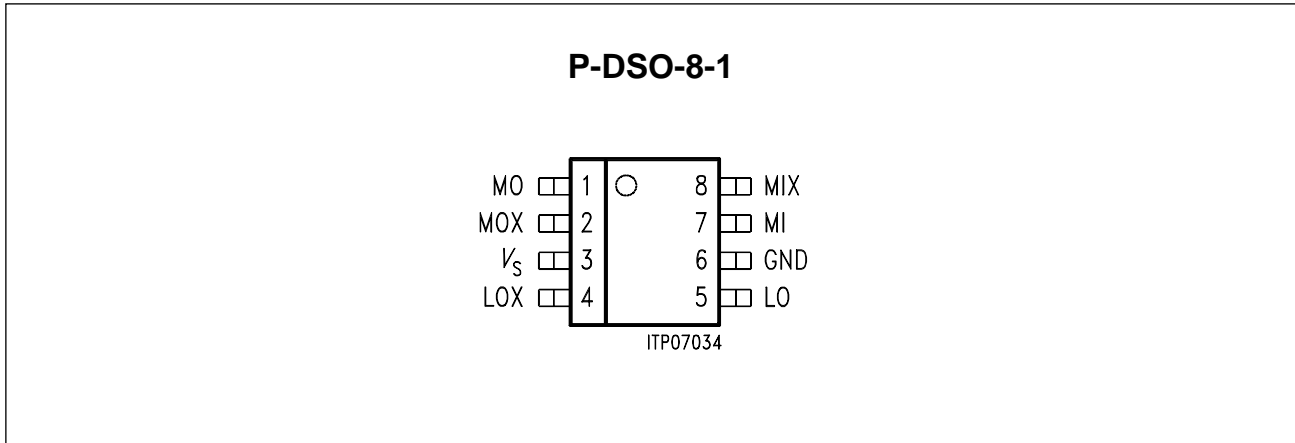 P-DSO-8-1
MO 1 8 MIX
MOX 2 7 MI
VS 3 6 GND
LOX 4 5 LO
ITP07034